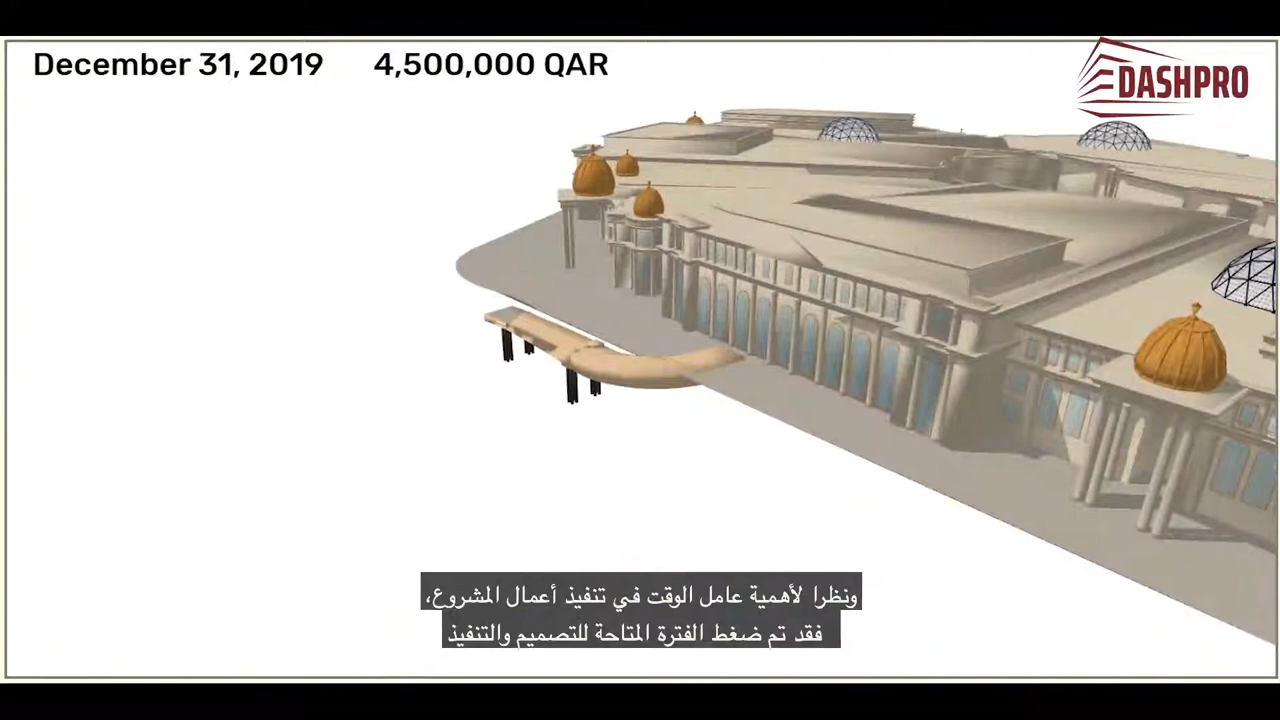 December 31, 2019 4,500,000 QAR
DASHPRO
ونظرا لأهمية عامل الوقت في تنفيذ أعمال المشروع،
فقد تم ضغط الفترة المتاحة للتصميم والتنفيذ